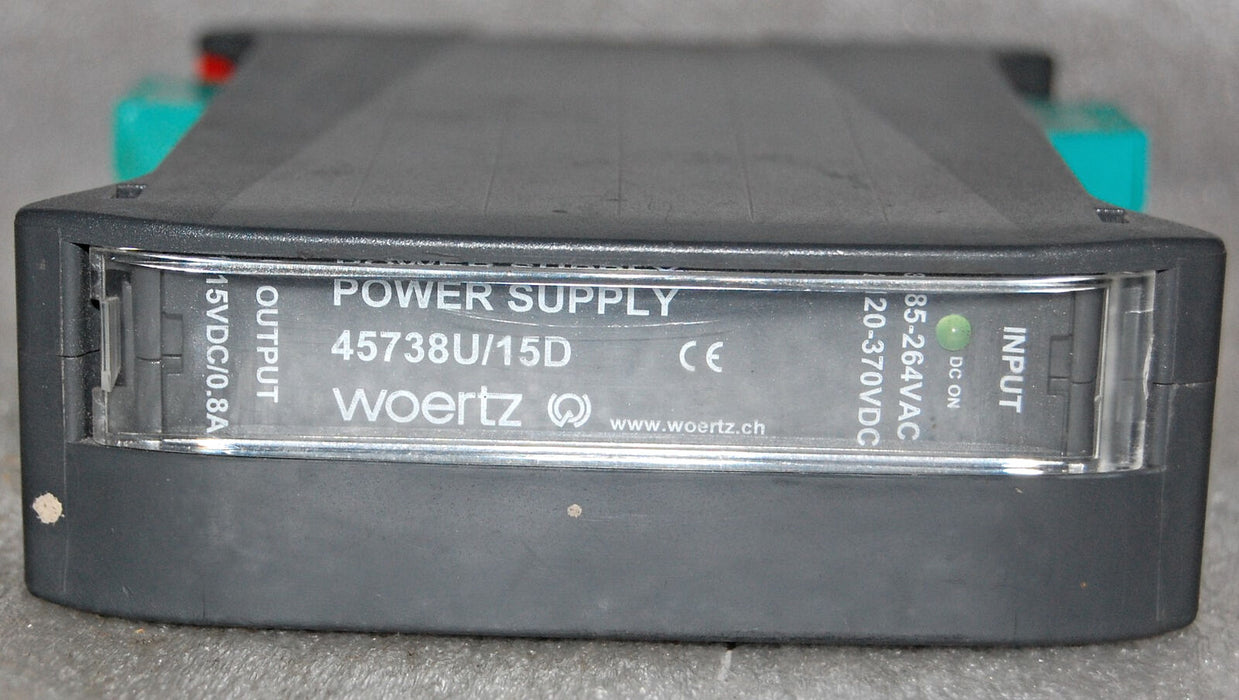 POWER SUPPLY
45738U/15D
CE
woertz
www.woertz.ch
OUTPUT
15VDC/0.8A
INPUT
DC ON
85-264VAC
20-370VDC